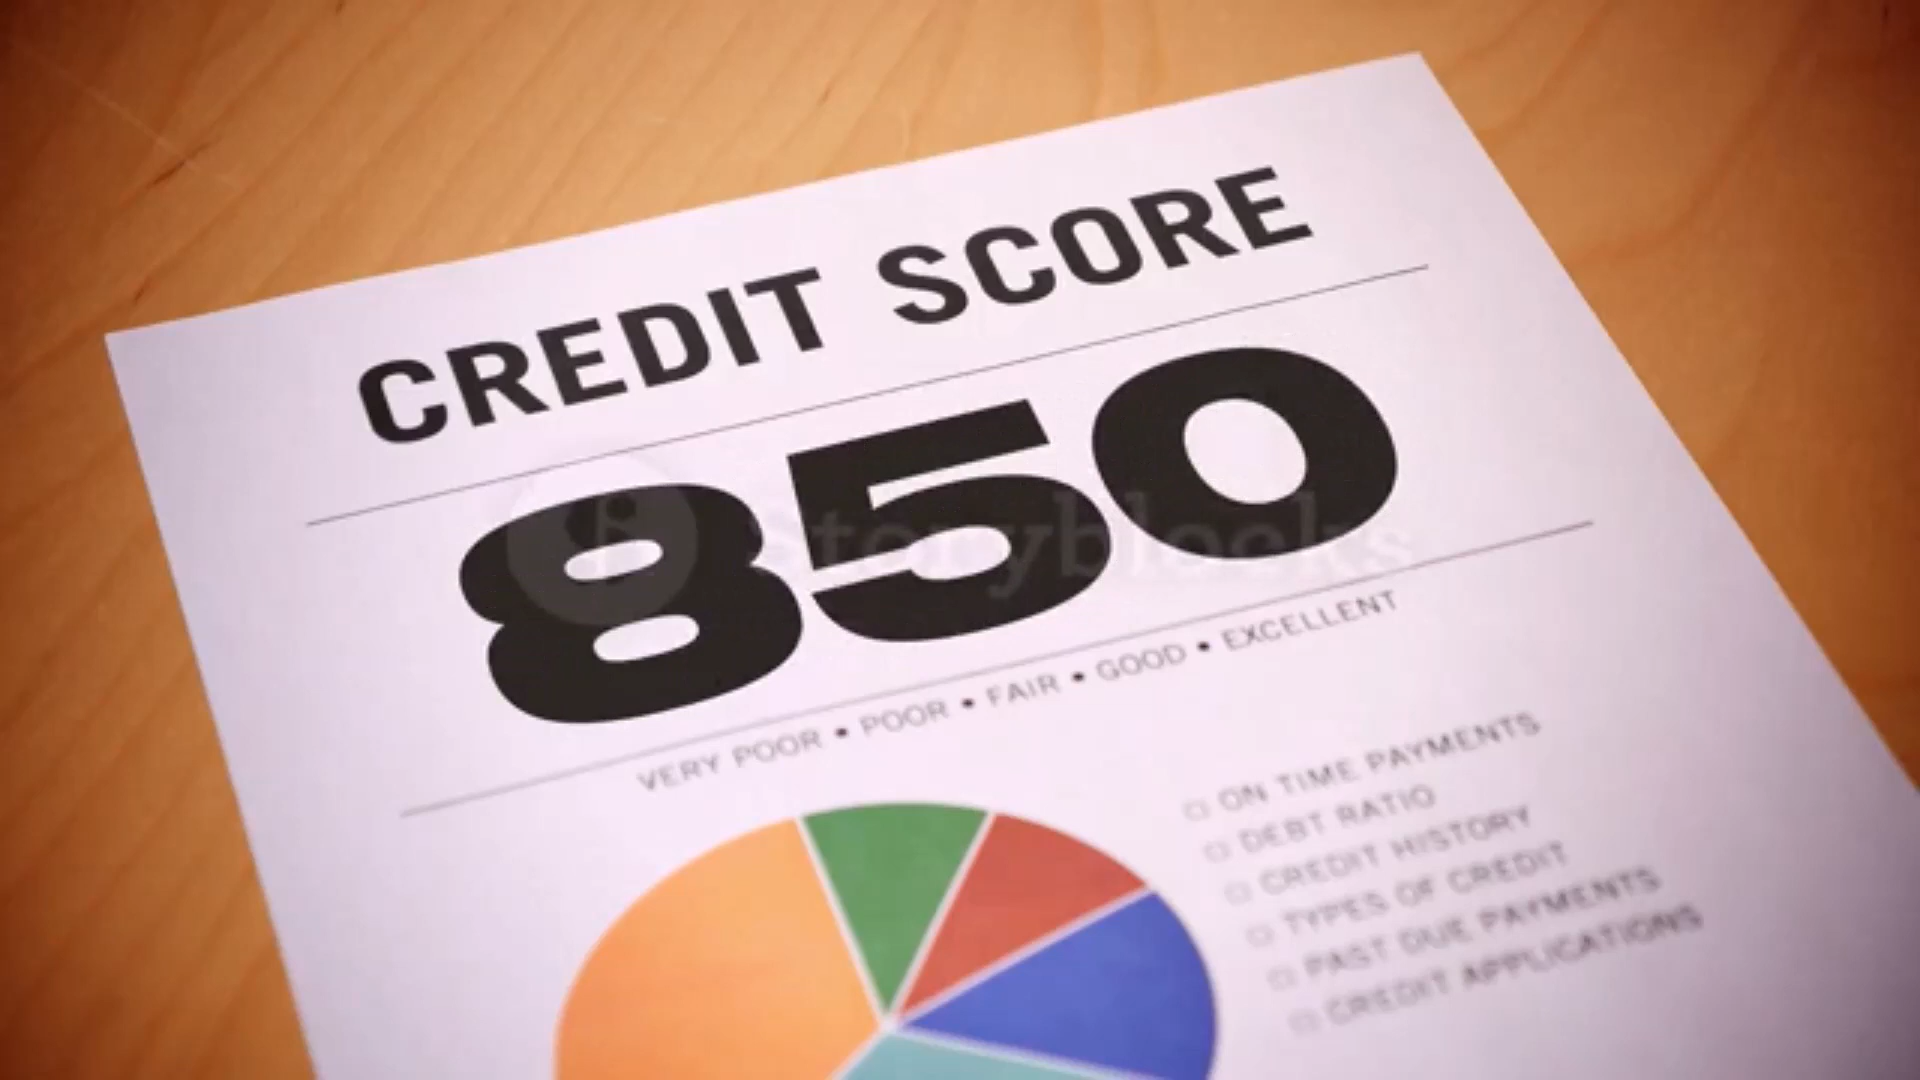 CREDIT SCORE
850
Storyblocks
VERY POOR • POOR • FAIR • GOOD • EXCELLENT
ON TIME PAYMENTS
DEBT RATIO
CREDIT HISTORY
TYPES OF CREDIT
PAST DUE PAYMENTS
CREDIT APPLICATIONS